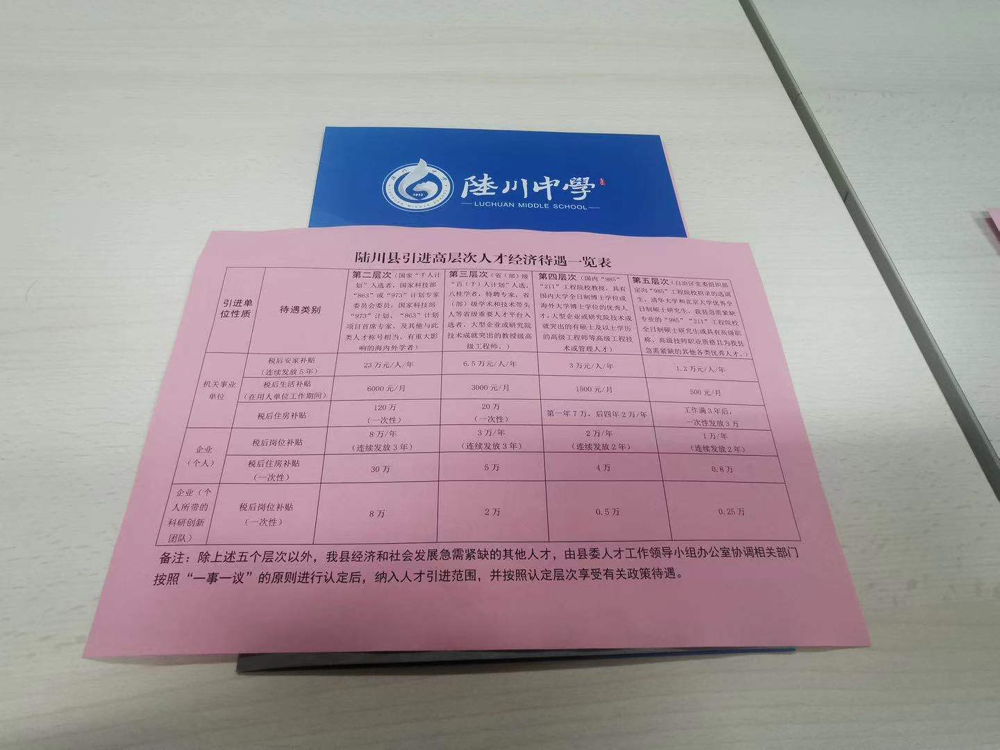 陸川中學
LUCHUAN MIDDLE SCHOOL
1913
陆川县引进高层次人才经济待遇一览表
引进单
位性质
待遇类别
第二层次（国家“千人计
划”入选者，国家科技部
“863”或“973”计划专家
委员会委员，国家科技部
“973”计划、“863”计划
项目首席专家，及其他与此
类人才称号相当、有重大影
响的海内外学者）
第三层次（省（部）级
“百（千）人计划”人选，
八桂学者，特聘专家，省
（部）级学术和技术带头
人等省级重要人才平台入
选者，大型企业或研究院
技术成就突出的教授级高
级工程师。）
第四层次（国内“985”
“211”工程院校教授，具有
国内大学全日制博士学位或
海外大学博士学位的优秀人
才，大型企业或研究院技术成
就突出的有硕士及以上学历
的高级工程师等高级工程技
术或管理人才）
第五层次（自治区党委组织部
定向“985”工程院校招录的选调
生，清华大学和北京大学优秀全
日制硕士研究生，我县急需紧缺
专业的“985”“211”工程院校
全日制硕士研究生或具有高级职
称、高级技师职业资格且为我县
急需紧缺的其他各类优秀人才。）
机关事业
单位
税后安家补贴
（连续发放5年）
23万元/人/年
6.5万元/人/年
3万元/人/年
1.2万元/人/年
税后生活补贴
（在用人单位工作期间）
6000元/月
3000元/月
1500元/月
500元/月
税后住房补贴
120万
（一次性）
20万
（一次性）
第一年7万，后四年2万/年
工作满3年后，
一次性发放3万
企业
（个人）
税后岗位补贴
8万/年
（连续发放3年）
3万/年
（连续发放3年）
2万/年
（连续发放2年）
1万/年
（连续发放2年）
税后住房补贴
（一次性）
30万
5万
4万
0.8万
企业（个
人所带的
科研创新
团队）
税后岗位补贴
（一次性）
8万
2万
0.5万
0.25万
备注：除上述五个层次以外，我县经济和社会发展急需紧缺的其他人才，由县委人才工作领导小组办公室协调相关部门
按照“一事一议”的原则进行认定后，纳入人才引进范围，并按照认定层次享受有关政策待遇。